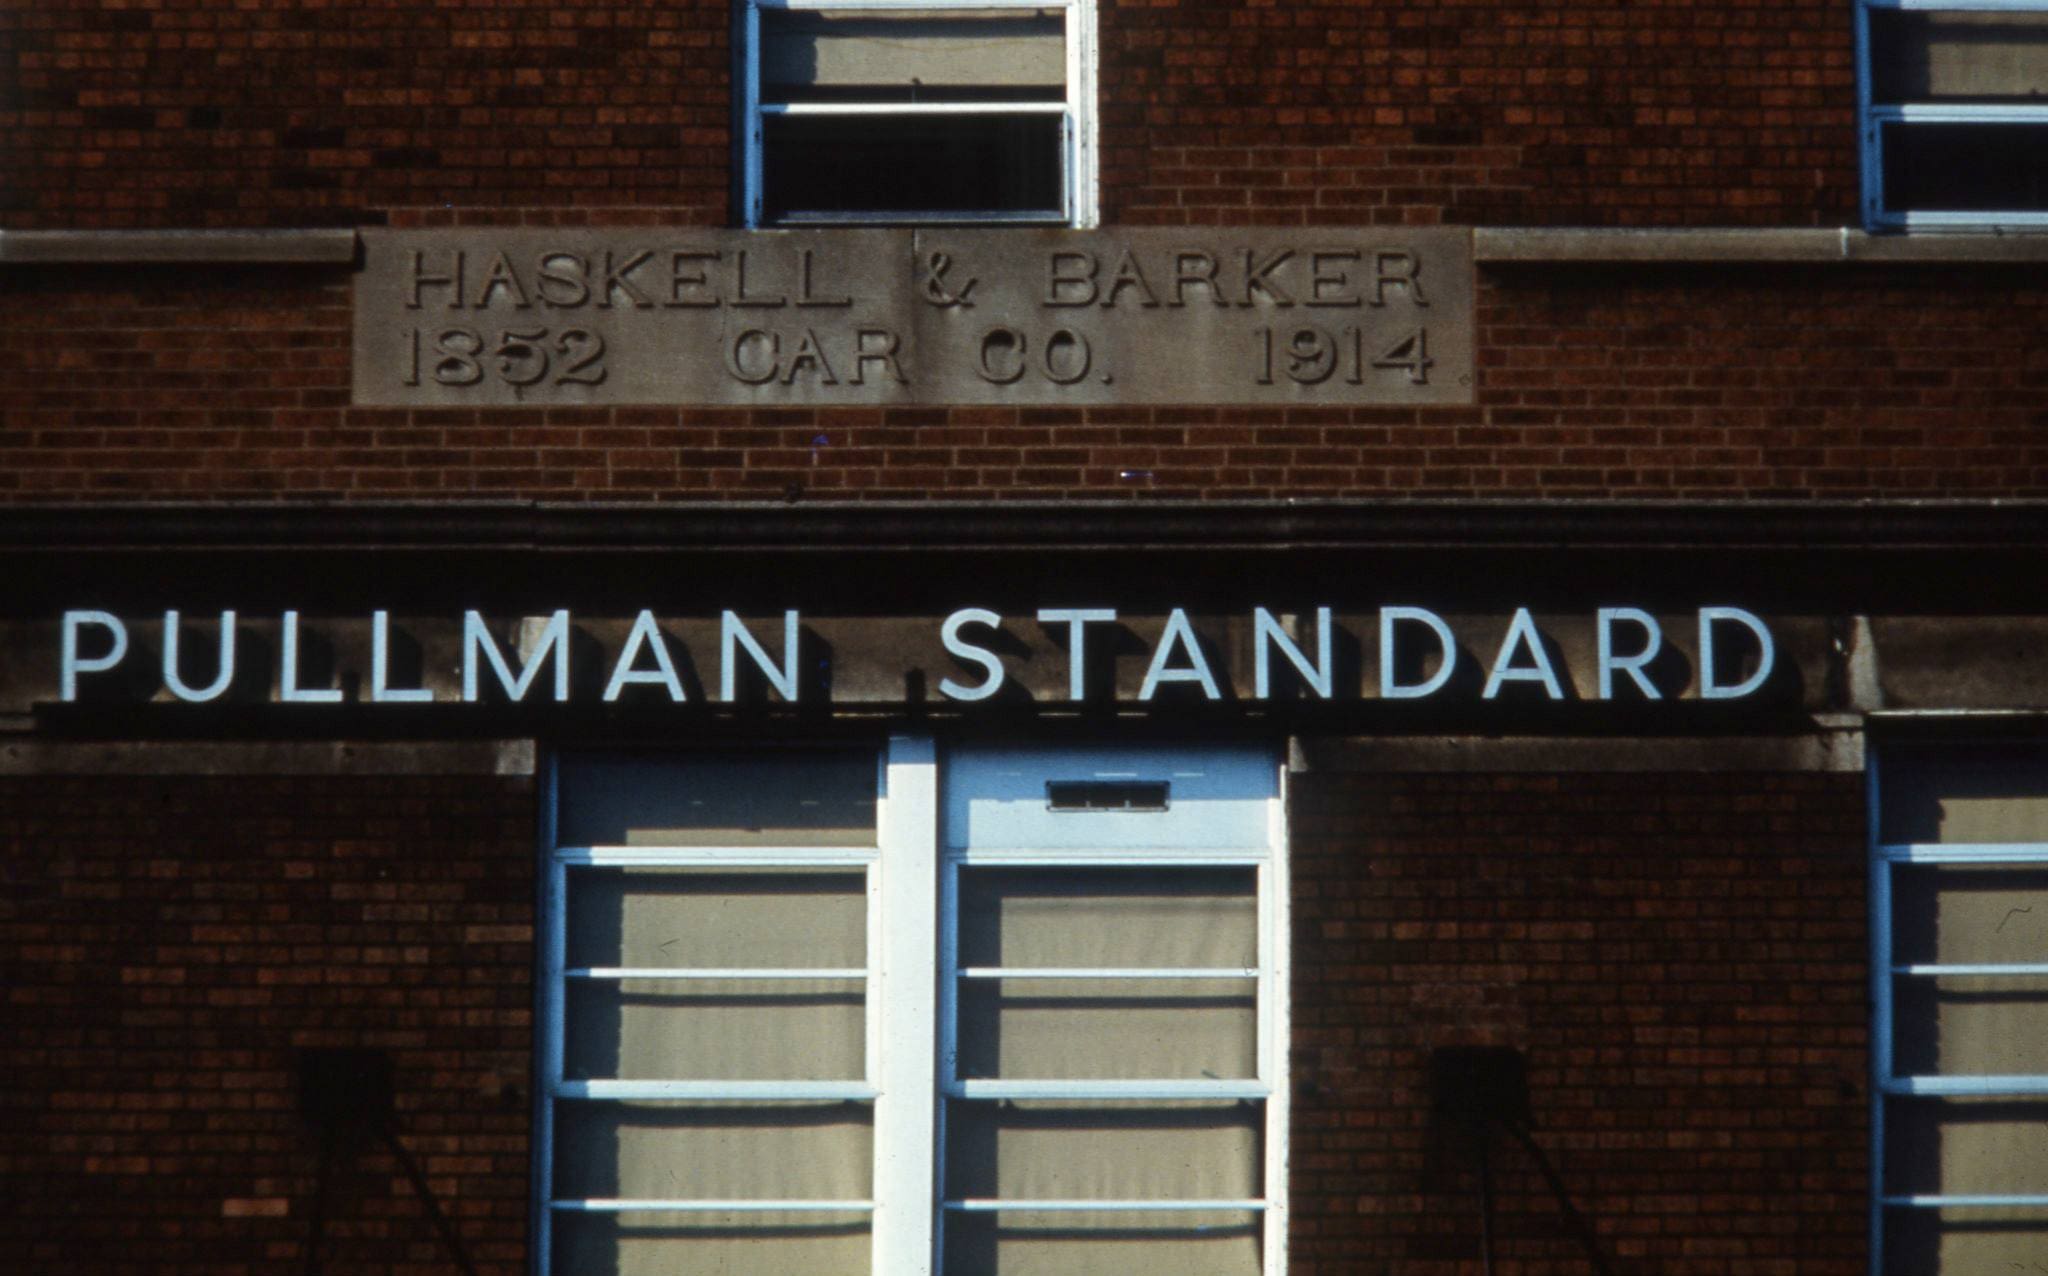 HASKELL & BARKER
1852 CAR CO. 1914
PULLMAN STANDARD